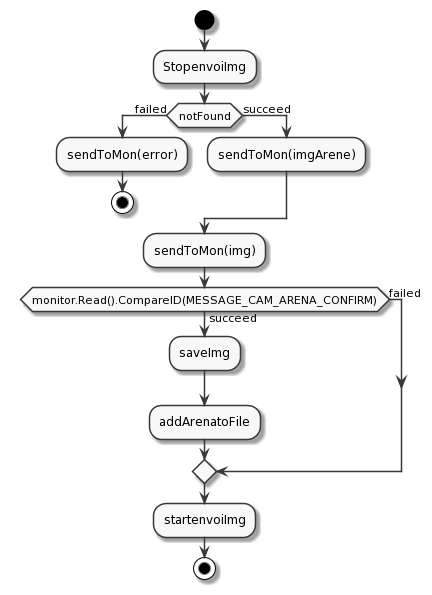 StopenvoiImg
failed
notFound
succeed
sendToMon(error)
sendToMon(imgArene)
sendToMon(img)
monitor.Read().CompareID(MESSAGE_CAM_ARENA_CONFIRM)
failed
succeed
saveImg
addArenatoFile
startenvoiImg